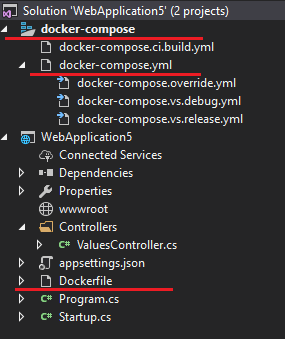 Solution 'WebApplication5' (2 projects)
docker-compose
docker-compose.ci.build.yml
docker-compose.yml
docker-compose.override.yml
docker-compose.vs.debug.yml
docker-compose.vs.release.yml
WebApplication5
Connected Services
Dependencies
Properties
wwwroot
Controllers
C# ValuesController.cs
appsettings.json
Dockerfile
C# Program.cs
C# Startup.cs